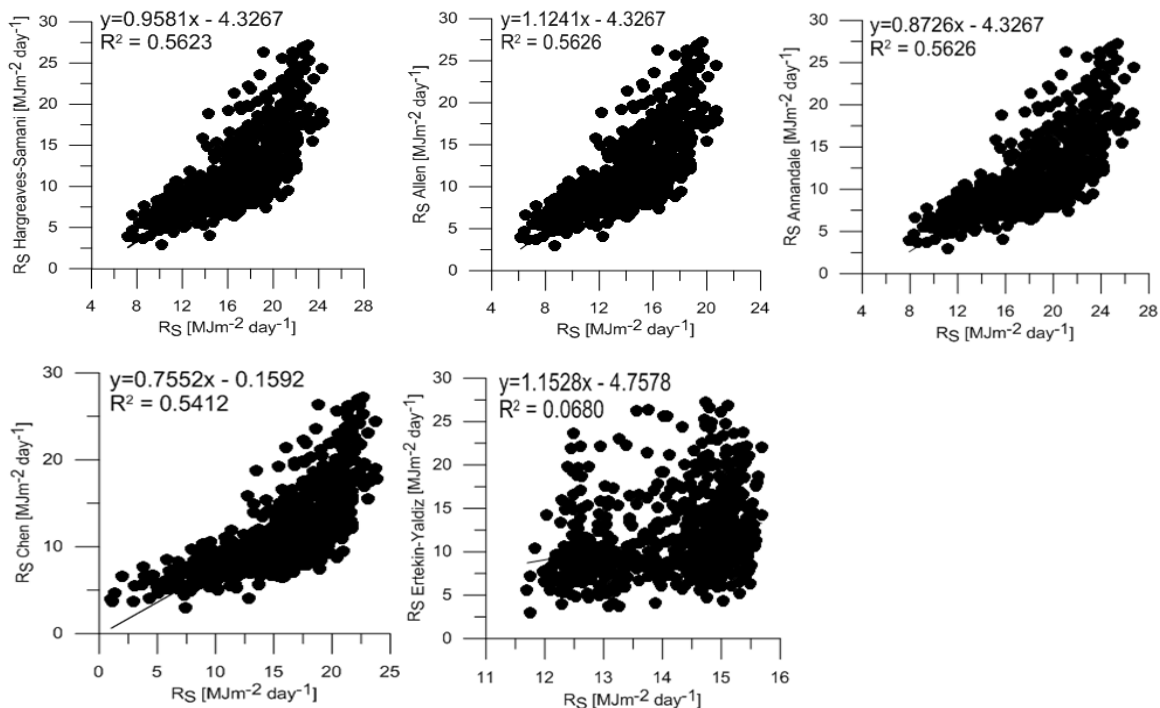 y=0.9581x - 4.3267
R² = 0.5623
30
25
20
15
10
5
0
4 8 12 16 20 24 28
RS Hargreaves-Samani [MJm-2 day-1]
RS [MJm-2 day-1]
y=1.1241x - 4.3267
R² = 0.5626
30
25
20
15
10
5
0
4 8 12 16 20 24
RS Allen [MJm-2 day-1]
RS [MJm-2 day-1]
y=0.8726x - 4.3267
R² = 0.5626
30
25
20
15
10
5
0
4 8 12 16 20 24 28
RS Annandale [MJm-2 day-1]
RS [MJm-2 day-1]
y=0.7552x - 0.1592
R² = 0.5412
30
20
10
0
0 5 10 15 20 25
RS Chen [MJm-2 day-1]
RS [MJm-2 day-1]
y=1.1528x - 4.7578
R² = 0.0680
30
25
20
15
10
5
0
11 12 13 14 15 16
RS Ertekin-Yaldiz [MJm-2 day-1]
RS [MJm-2 day-1]